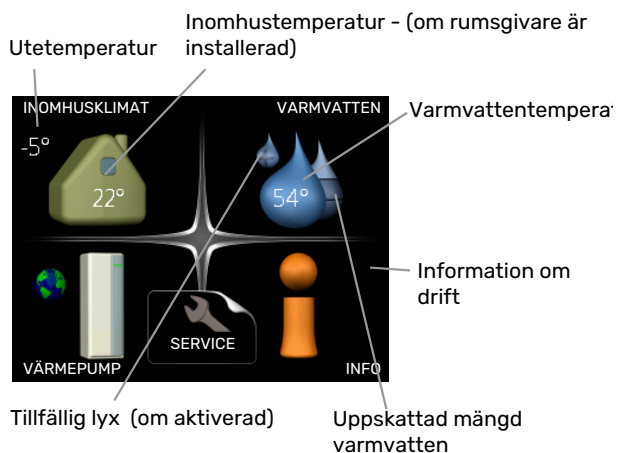 Inomhustemperatur - (om rumsgivare är
installerad)
Utetemperatur
INOMHUSKLIMAT
VARMVATTEN
Varmvattentempera
-5°
22°
54°
Information om
drift
SERVICE
VÄRMEPUMP
INFO
Tillfällig lyx (om aktiverad)
Uppskattad mängd
varmvatten